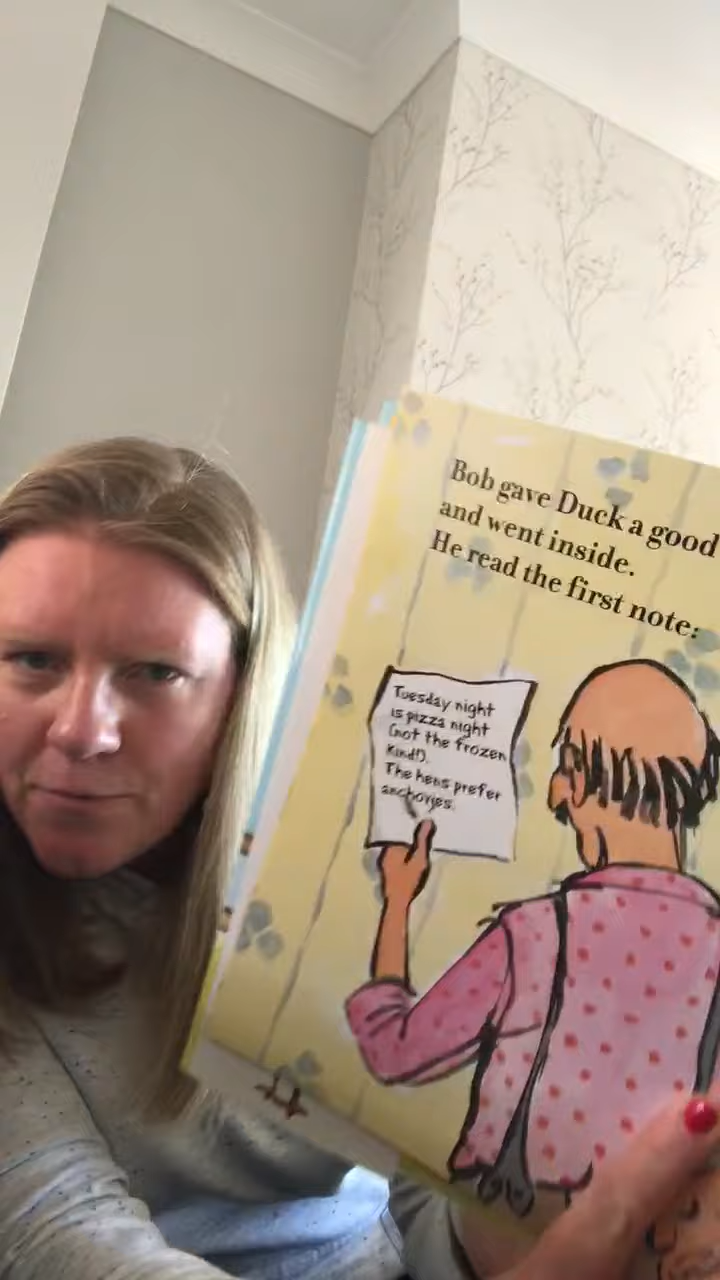 Bob gave Duck a good
and went inside.
He read the first note:
Tuesday night
is pizza night
(not the frozen
kind!).
The hens prefer
anchovies.